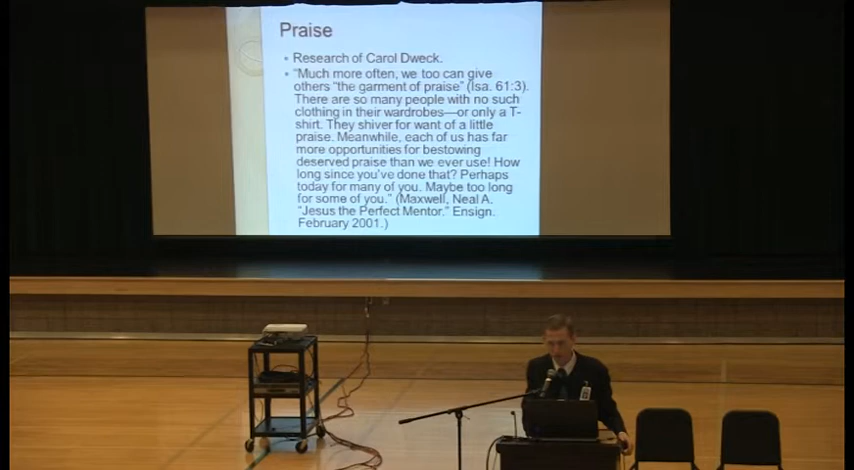 Praise
• Research of Carol Dweck.
• "Much more often, we too can give
others "the garment of praise" (Isa. 61:3).
There are so many people with no such
clothing in their wardrobes—or only a T-
shirt. They shiver for want of a little
praise. Meanwhile, each of us has far
more opportunities for bestowing
deserved praise than we ever use! How
long since you've done that? Perhaps
today for many of you. Maybe too long
for some of you." (Maxwell, Neal A.
"Jesus the Perfect Mentor." Ensign.
February 2001.)